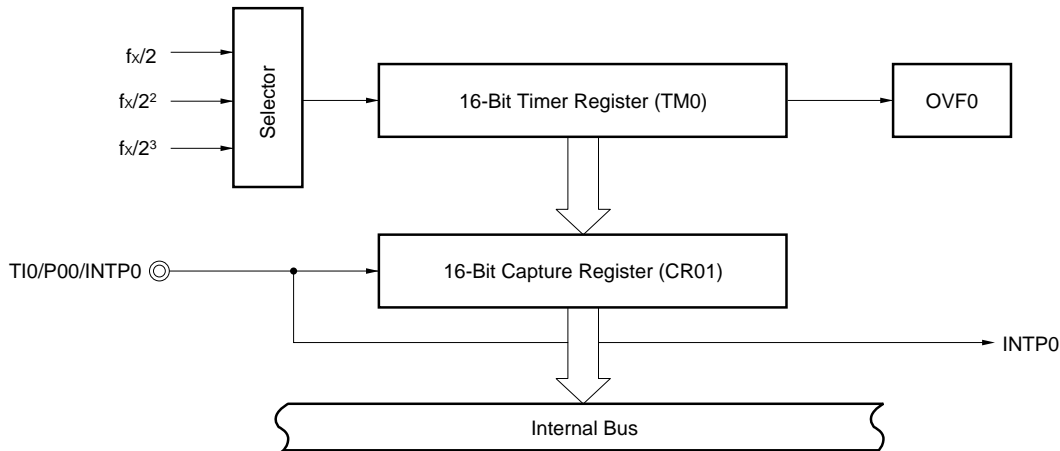 fx/2
fx/2²
fx/2³
Selector
16-Bit Timer Register (TM0)
OVF0
TI0/P00/INTP0
16-Bit Capture Register (CR01)
INTP0
Internal Bus